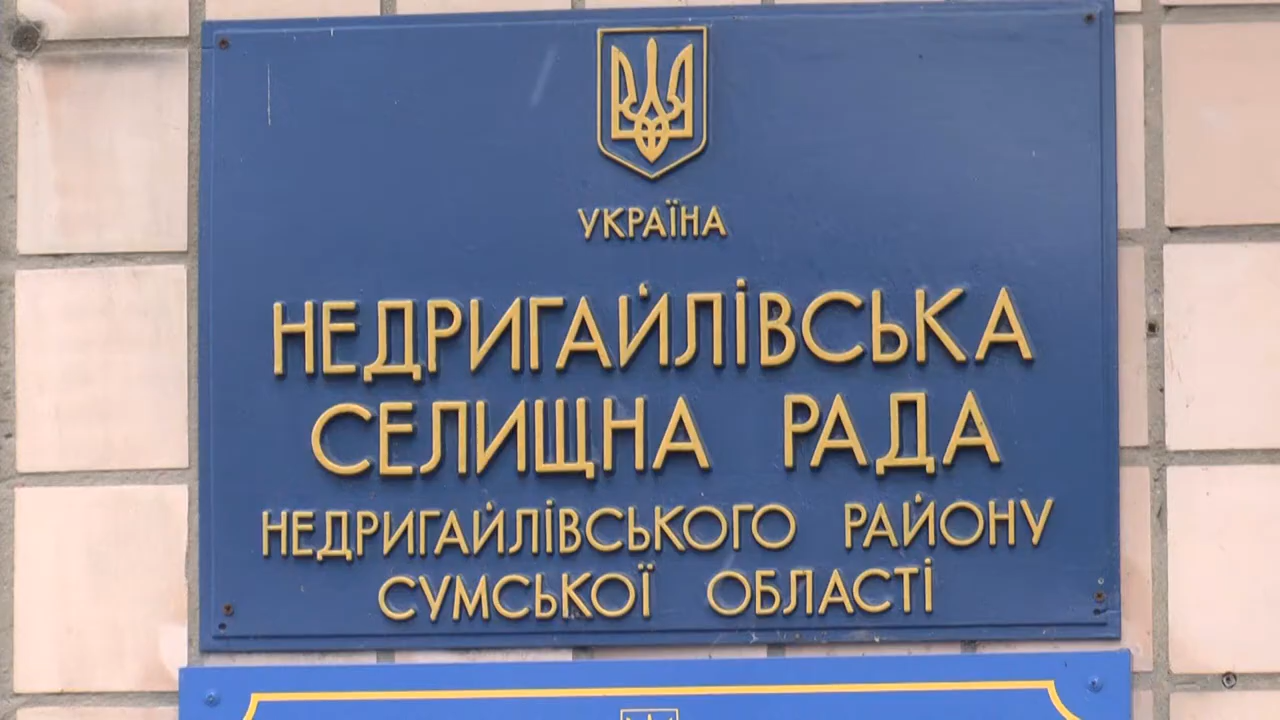 УКРАЇНА
НЕДРИГАЙЛІВСЬКА
СЕЛИЩНА РАДА
НЕДРИГАЙЛІВСЬКОГО РАЙОНУ
СУМСЬКОЇ ОБЛАСТІ